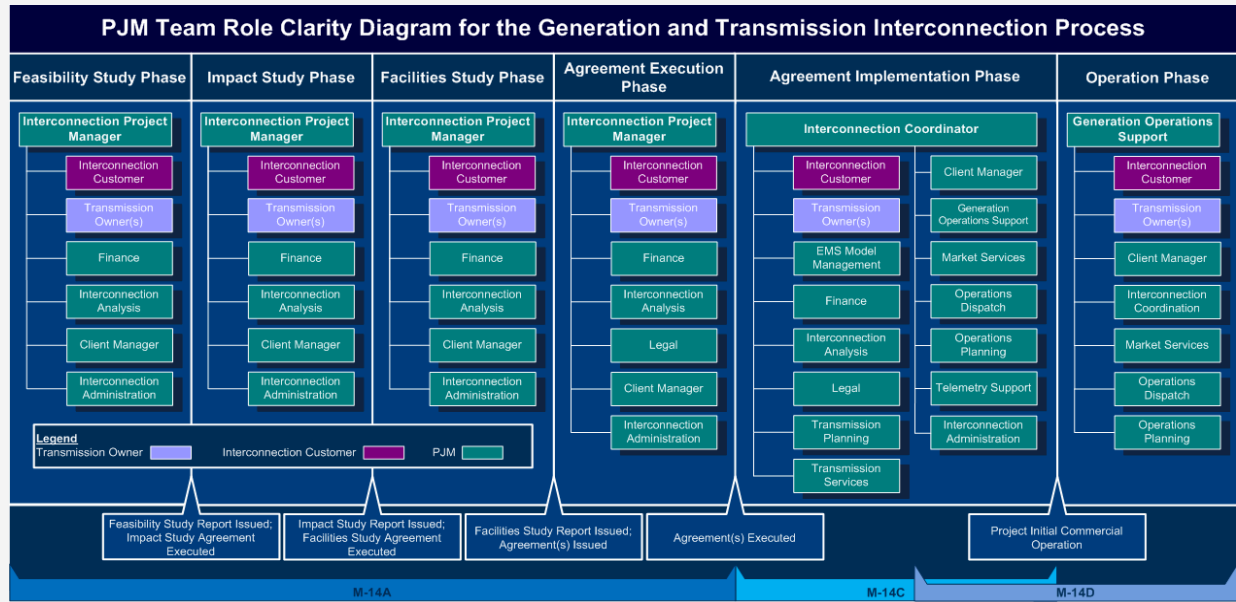 PJM Team Role Clarity Diagram for the Generation and Transmission Interconnection Process
Feasibility Study Phase
Impact Study Phase
Facilities Study Phase
Agreement Execution
Phase
Agreement Implementation Phase
Operation Phase
Interconnection Project
Manager
Interconnection
Customer
Transmission
Owner(s)
Finance
Interconnection
Analysis
Client Manager
Interconnection
Administration
Interconnection Project
Manager
Interconnection
Customer
Transmission
Owner(s)
Finance
Interconnection
Analysis
Client Manager
Interconnection
Administration
Interconnection Project
Manager
Interconnection
Customer
Transmission
Owner(s)
Finance
Interconnection
Analysis
Client Manager
Interconnection
Administration
Interconnection Project
Manager
Interconnection
Customer
Transmission
Owner(s)
Finance
Interconnection
Analysis
Legal
Client Manager
Interconnection
Administration
Interconnection Coordinator
Interconnection
Customer
Transmission
Owner(s)
EMS Model
Management
Finance
Interconnection
Analysis
Legal
Transmission
Planning
Transmission
Services
Client Manager
Generation
Operations Support
Market Services
Operations
Dispatch
Operations
Planning
Telemetry Support
Interconnection
Administration
Generation Operations
Support
Interconnection
Customer
Transmission
Owner(s)
Client Manager
Interconnection
Coordination
Market Services
Operations
Dispatch
Operations
Planning
Legend
Transmission Owner
Interconnection Customer
PJM
Feasibility Study Report Issued;
Impact Study Agreement
Executed
Impact Study Report Issued;
Facilities Study Agreement
Executed
Facilities Study Report Issued;
Agreement(s) Issued
Agreement(s) Executed
Project Initial Commercial
Operation
M-14A
M-14C
M-14D